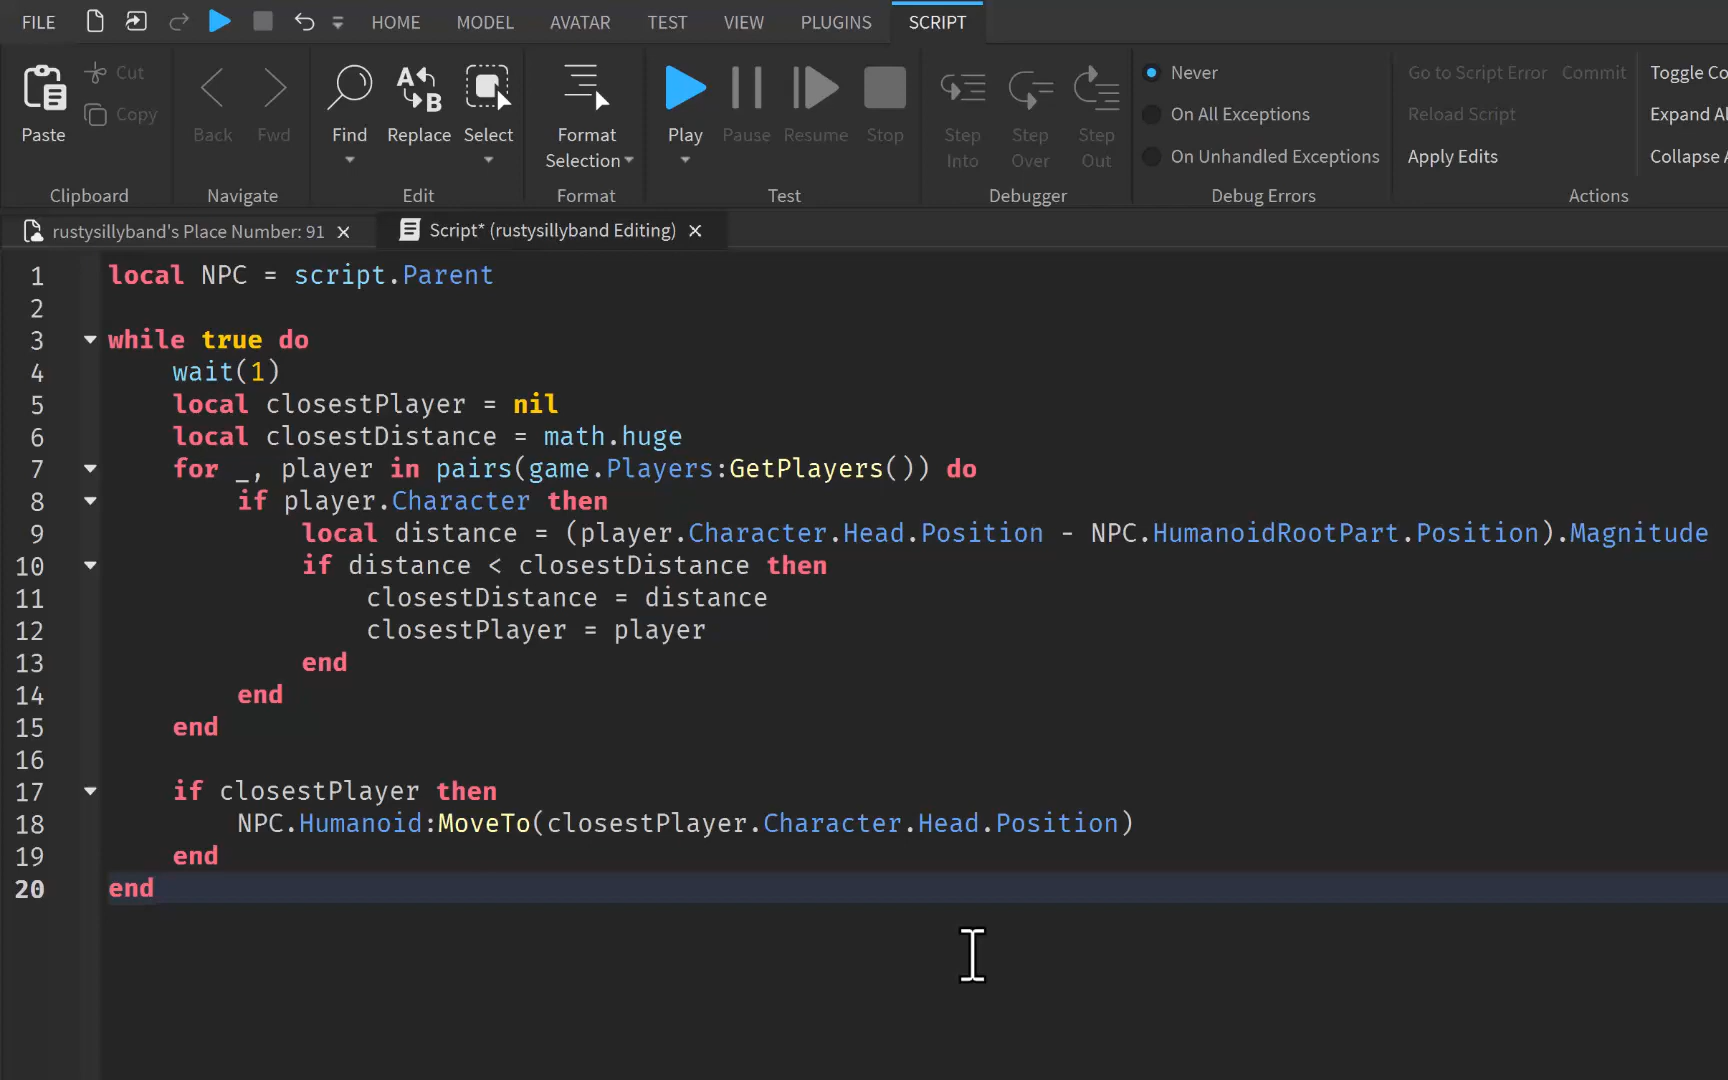 FILE HOME MODEL AVATAR TEST VIEW PLUGINS SCRIPT
Paste
Cut
Copy
Clipboard
Back
Fwd
Navigate
Find
Replace
Select
Edit
Format
Selection
Format
Play
Pause
Resume
Stop
Test
Step
Into
Step
Over
Step
Out
Debugger
Never
On All Exceptions
On Unhandled Exceptions
Debug Errors
Go to Script Error
Commit
Reload Script
Apply Edits
Toggle Co
Expand Al
Collapse A
Actions
rustysillyband's Place Number: 91
Script* (rustysillyband Editing)
1 local NPC = script.Parent
2
3 while true do
4 wait(1)
5 local closestPlayer = nil
6 local closestDistance = math.huge
7 for _, player in pairs(game.Players:GetPlayers()) do
8 if player.Character then
9 local distance = (player.Character.Head.Position - NPC.HumanoidRootPart.Position).Magnitude
10 if distance < closestDistance then
11 closestDistance = distance
12 closestPlayer = player
13 end
14 end
15 end
16
17 if closestPlayer then
18 NPC.Humanoid:MoveTo(closestPlayer.Character.Head.Position)
19 end
20 end